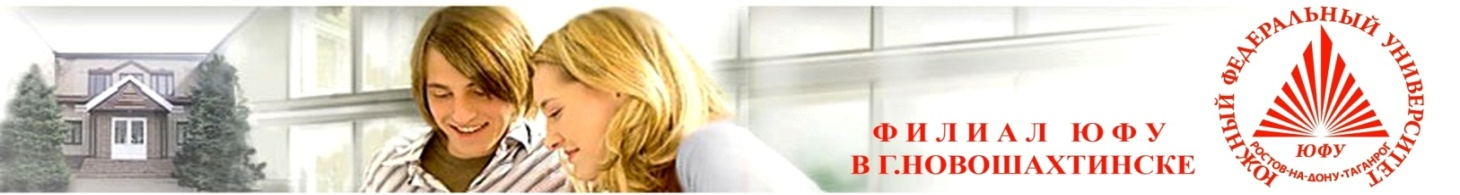 ФИЛИАЛ ЮФУ
В Г.НОВОШАХТИНСКЕ
ЮЖНЫЙ ФЕДЕРАЛЬНЫЙ УНИВЕРСИТЕТ
ЮФУ
РОСТОВ-НА-ДОНУ·ТАГАНРОГ